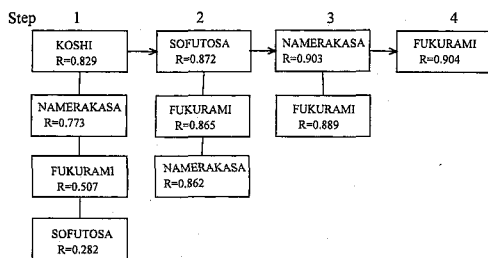 Step 1 2 3 4
KOSHI
R=0.829
SOFUTOSA
R=0.872
NAMERAKASA
R=0.903
FUKURAMI
R=0.904
NAMERAKASA
R=0.773
FUKURAMI
R=0.865
FUKURAMI
R=0.889
FUKURAMI
R=0.507
NAMERAKASA
R=0.862
SOFUTOSA
R=0.282